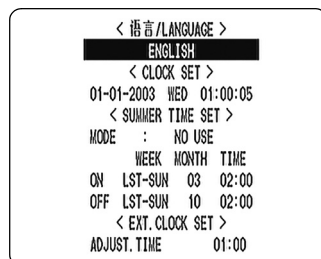 < 语言/LANGUAGE >
ENGLISH
< CLOCK SET >
01-01-2003 WED 01:00:05
< SUMMER TIME SET >
MODE : NO USE
WEEK MONTH TIME
ON LST-SUN 03 02:00
OFF LST-SUN 10 02:00
< EXT.CLOCK SET >
ADJUST.TIME 01:00